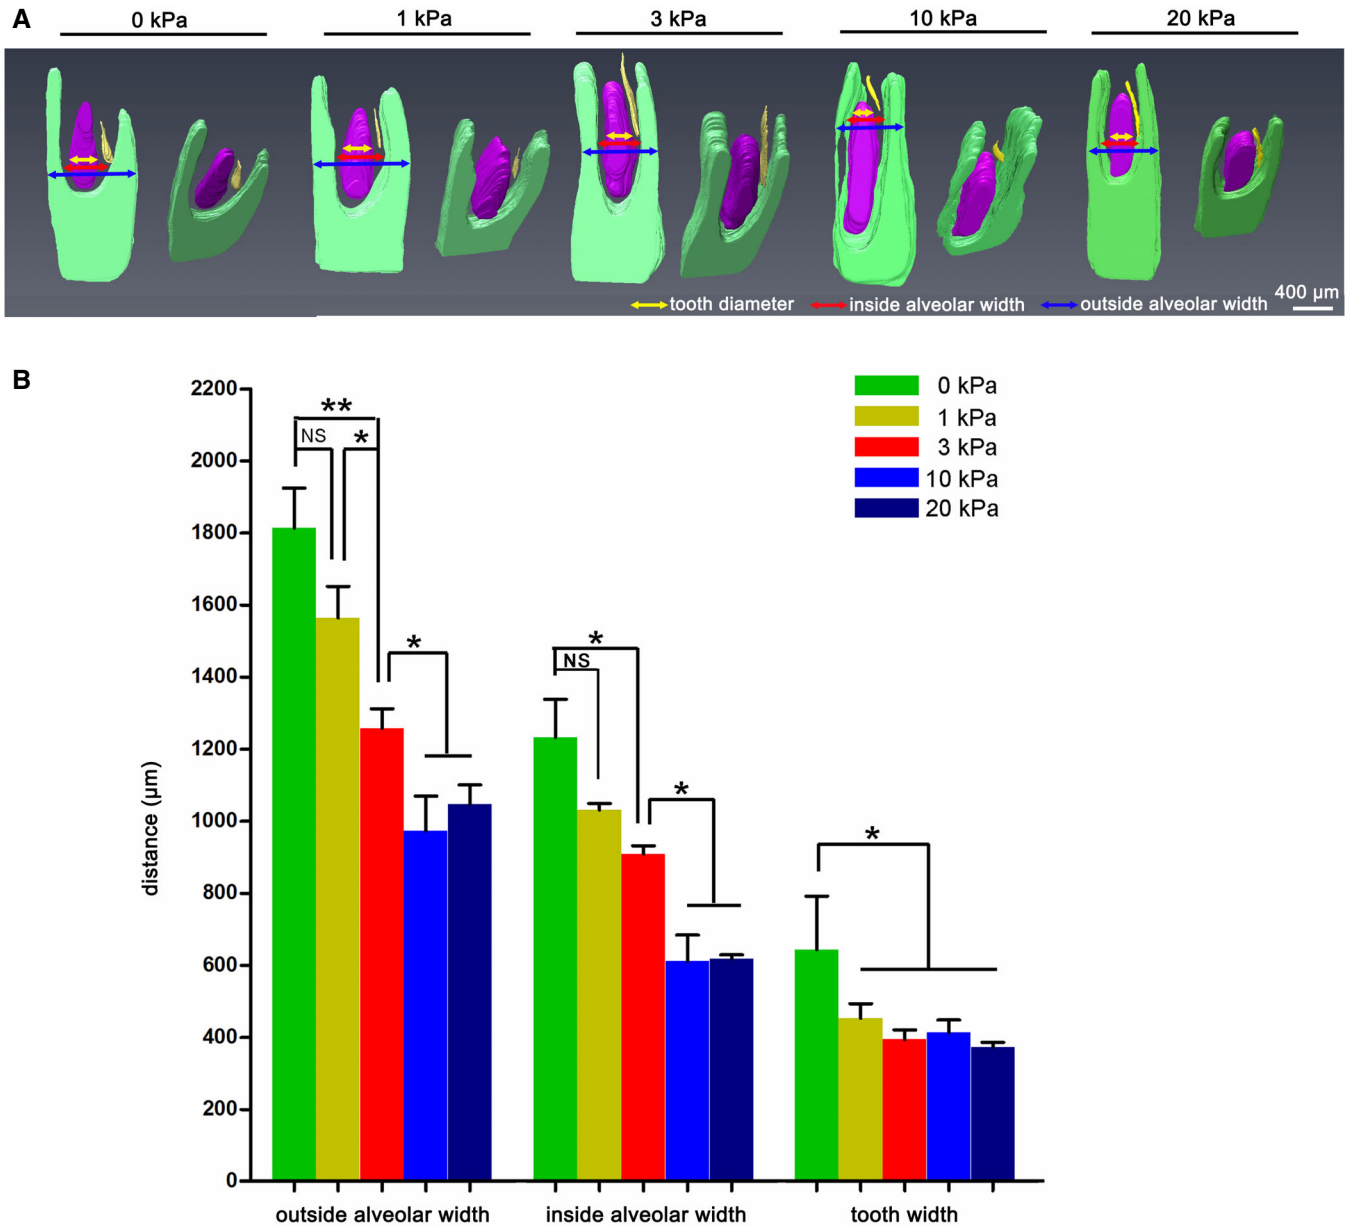 A
0 kPa 1 kPa 3 kPa 10 kPa 20 kPa
tooth diameter inside alveolar width outside alveolar width 400 µm
B
2200
2000
1800
1600
1400
1200
1000
800
600
400
200
0
distance (µm)
** 
NS *
*
*
NS
*
*
0 kPa
1 kPa
3 kPa
10 kPa
20 kPa
outside alveolar width inside alveolar width tooth width